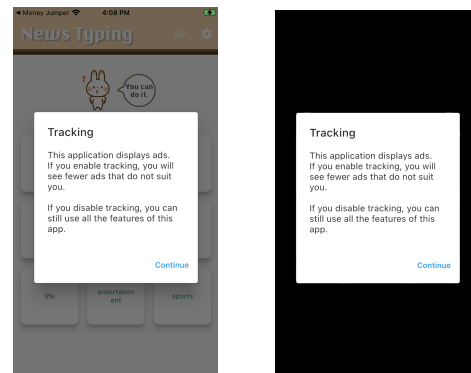 Money Jumper 4:08 PM
News Typing
You can
do it.
Tracking
This application displays ads.
If you enable tracking, you will
see fewer ads that do not suit
you.
If you disable tracking, you can
still use all the features of this
app.
Continue
life
entertainm
ent
sports
Tracking
This application displays ads.
If you enable tracking, you will
see fewer ads that do not suit
you.
If you disable tracking, you can
still use all the features of this
app.
Continue